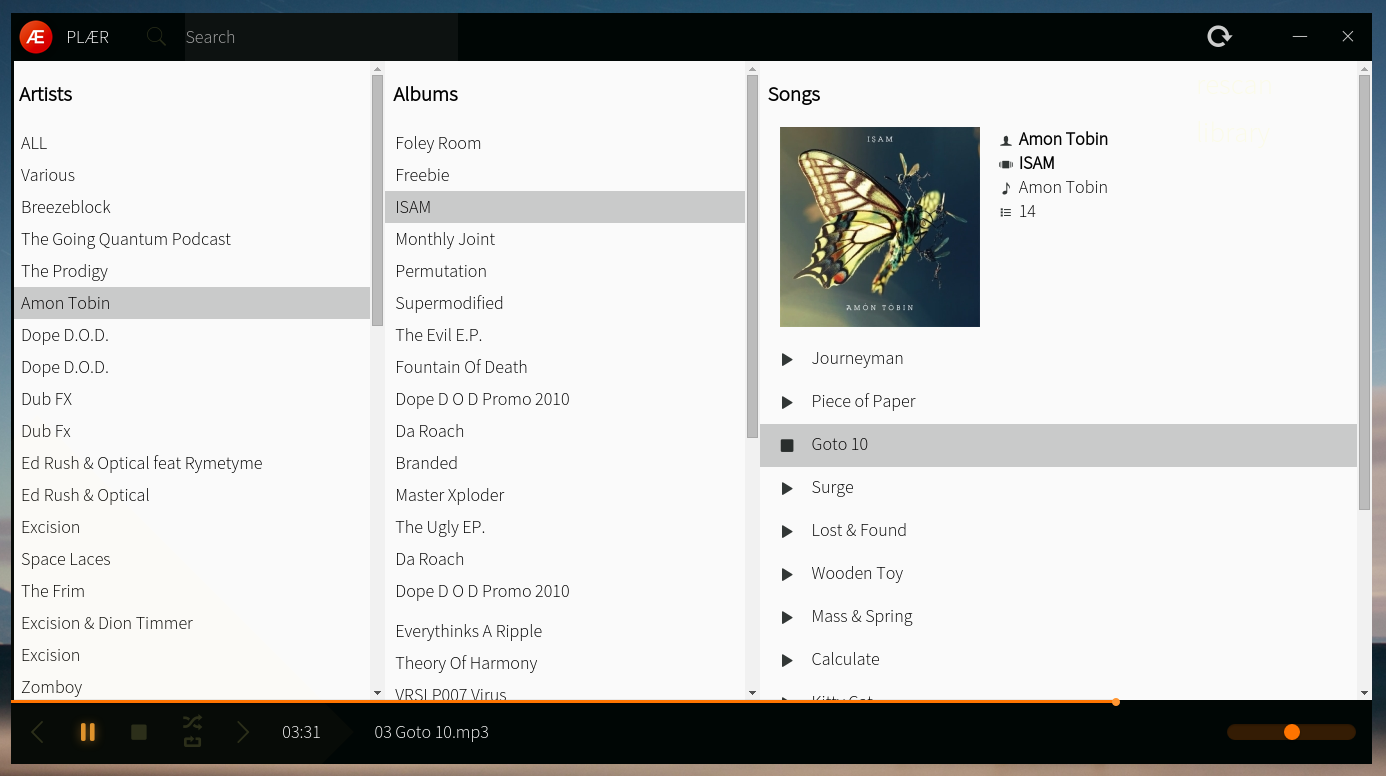 Æ PLÆR Search
Artists
ALL
Various
Breezeblock
The Going Quantum Podcast
The Prodigy
Amon Tobin
Dope D.O.D.
Dope D.O.D.
Dub FX
Dub Fx
Ed Rush & Optical feat Rymetyme
Ed Rush & Optical
Excision
Space Laces
The Frim
Excision & Dion Timmer
Excision
Zomboy
Albums
Foley Room
Freebie
ISAM
Monthly Joint
Permutation
Supermodified
The Evil E.P.
Fountain Of Death
Dope D O D Promo 2010
Da Roach
Branded
Master Xploder
The Ugly EP.
Da Roach
Dope D O D Promo 2010
Everythinks A Ripple
Theory Of Harmony
VRSLP007 Virus
Songs
ISAM
AMON TOBIN
Amon Tobin
ISAM
Amon Tobin
14
Journeyman
Piece of Paper
Goto 10
Surge
Lost & Found
Wooden Toy
Mass & Spring
Calculate
Kitty Cat
03:31 03 Goto 10.mp3